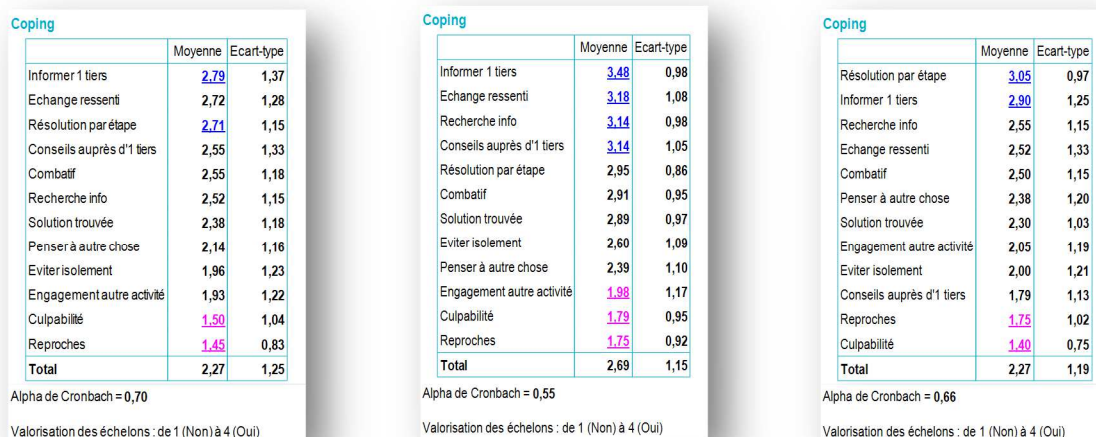 Coping
Moyenne Ecart-type
Informer 1 tiers 2,79 1,37
Echange ressenti 2,72 1,28
Résolution par étape 2,71 1,15
Conseils auprès d'1 tiers 2,55 1,33
Combatif 2,55 1,18
Recherche info 2,52 1,15
Solution trouvée 2,38 1,18
Penser à autre chose 2,14 1,16
Eviter isolement 1,96 1,23
Engagement autre activité 1,93 1,22
Culpabilité 1,50 1,04
Reproches 1,45 0,83
Total 2,27 1,25
Alpha de Cronbach = 0,70
Valorisation des échelons : de 1 (Non) à 4 (Oui)
Coping
Moyenne Ecart-type
Informer 1 tiers 3,48 0,98
Echange ressenti 3,18 1,08
Recherche info 3,14 0,98
Conseils auprès d'1 tiers 3,14 1,05
Résolution par étape 2,95 0,86
Combatif 2,91 0,95
Solution trouvée 2,89 0,97
Eviter isolement 2,60 1,09
Penser à autre chose 2,39 1,10
Engagement autre activité 1,98 1,17
Culpabilité 1,79 0,95
Reproches 1,75 0,92
Total 2,69 1,15
Alpha de Cronbach = 0,55
Valorisation des échelons : de 1 (Non) à 4 (Oui)
Coping
Moyenne Ecart-type
Résolution par étape 3,05 0,97
Informer 1 tiers 2,90 1,25
Recherche info 2,55 1,15
Echange ressenti 2,52 1,33
Combatif 2,50 1,15
Penser à autre chose 2,38 1,20
Solution trouvée 2,30 1,03
Engagement autre activité 2,05 1,19
Eviter isolement 2,00 1,21
Conseils auprès d'1 tiers 1,79 1,13
Reproches 1,75 1,02
Culpabilité 1,40 0,75
Total 2,27 1,19
Alpha de Cronbach = 0,66
Valorisation des échelons : de 1 (Non) à 4 (Oui)